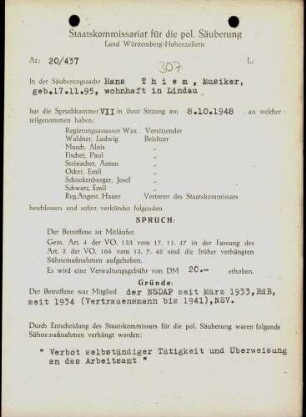 Staatskommissariat für die pol. Säuberung
Land Württemberg-Hohenzollern
Az: 20/437
307
L:
In der Säuberungssache Hans Thiem, Musiker,
geb.17.11.95, wohnhaft in Lindau
hat die Spruchkammer VII in ihrer Sitzung am 8.10.1948 , an welcher
teilgenommen haben:
Regierungsassesor Wax Vorsitzender
Waldner, Ludwig Beisitzer
Mauch, Alois "
Fischer, Paul "
Steinacher, Anton "
Osterr, Emil "
Schneckenburger, Josef "
Schwarz, Emil "
Reg.Angest. Hauer Vertreter des Staatskommissars
beschlossen und sofort verkündet folgenden
SPRUCH:
Der Betroffene ist Mitläufer.
Gem. Art. 4 der VO. 133 vom 17. 11. 47 in der Fassung des
Art. 3 der VO. 165 vom 13. 7. 48 sind die früher verhängten
Sühnemaßnahmen aufgehoben.
Es wird eine Verwaltungsgebühr von DM 20.— erhoben.
Gründe:
Der Betroffene war Mitglied der NSDAP seit März 1933,RdB,
seit 1934 (Vertrauensmann bis 1941),NSV.
Durch Entscheidung des Staatskommissars für die pol. Säuberung waren folgende
Sühnemaßnahmen verhängt worden:
" Verbot selbständiger Tätigkeit und Überweisung
an das Arbeitsamt "